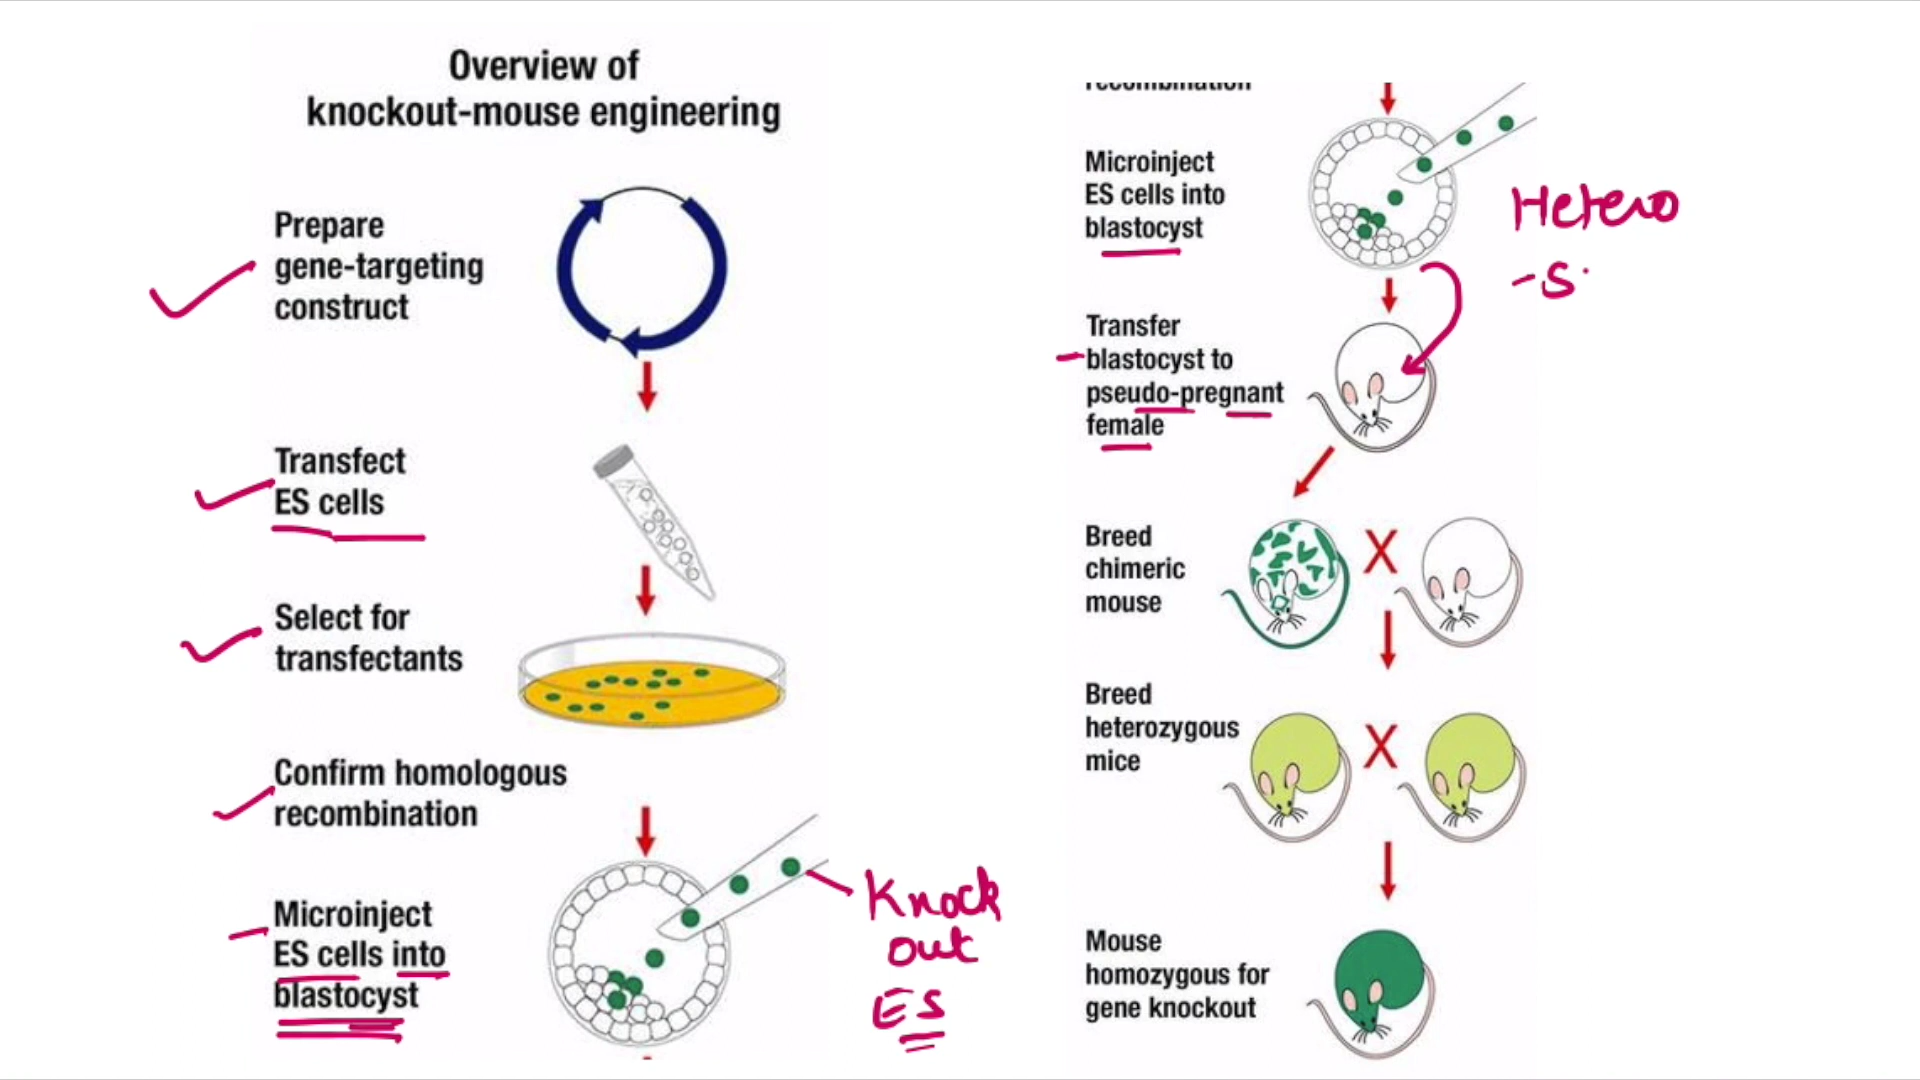 Overview of
knockout-mouse engineering
Prepare
gene-targeting
construct
Transfect
ES cells
Select for
transfectants
Confirm homologous
recombination
Microinject
ES cells into
blastocyst
Knock
out
ES
recombination
Microinject
ES cells into
blastocyst
Hetero
-S.
Transfer
blastocyst to
pseudo-pregnant
female
Breed
chimeric
mouse
X
Breed
heterozygous
mice
X
Mouse
homozygous for
gene knockout